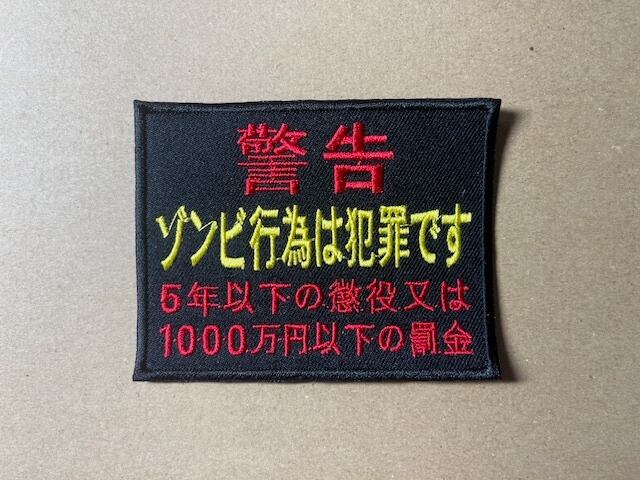 警告
ゾンビ行為は犯罪です
5年以下の懲役又は
1000万円以下の罰金